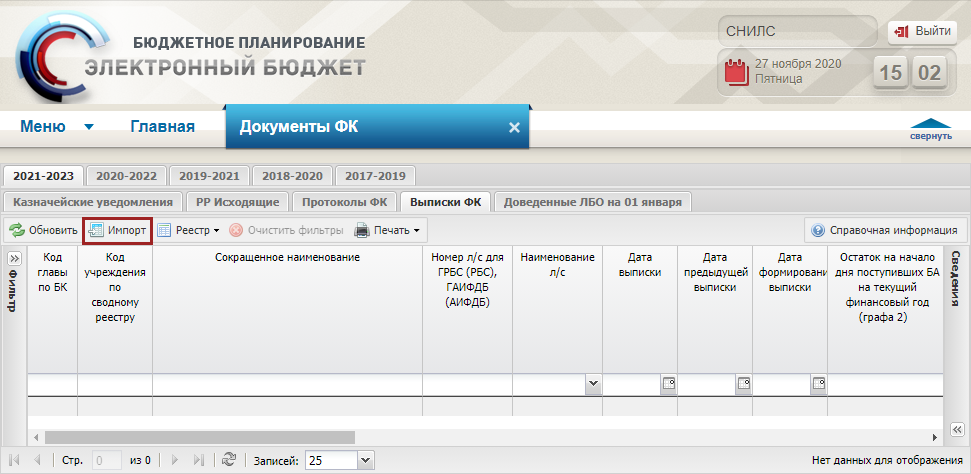 БЮДЖЕТНОЕ ПЛАНИРОВАНИЕ
ЭЛЕКТРОННЫЙ БЮДЖЕТ
СНИЛС
Выйти
27 ноября 2020
Пятница
15 02
Меню Главная Документы ФК
свернуть
2021-2023 2020-2022 2019-2021 2018-2020 2017-2019
Казначейские уведомления РР Исходящие Протоколы ФК Выписки ФК Доведенные ЛБО на 01 января
Обновить Импорт Реестр Очистить фильтры Печать Справочная информация
Фильтр
Код главы по БК
Код учреждения по сводному реестру
Сокращенное наименование
Номер л/с для ГРБС (РБС), ГАИФДБ (АИФДБ)
Наименование л/с
Дата выписки
Дата предыдущей выписки
Дата формировани выписки
Остаток на начало дня поступивших БА на текущий финансовый год (графа 2)
Сведения
Стр. 0 из 0 Записей: 25 Нет данных для отображения